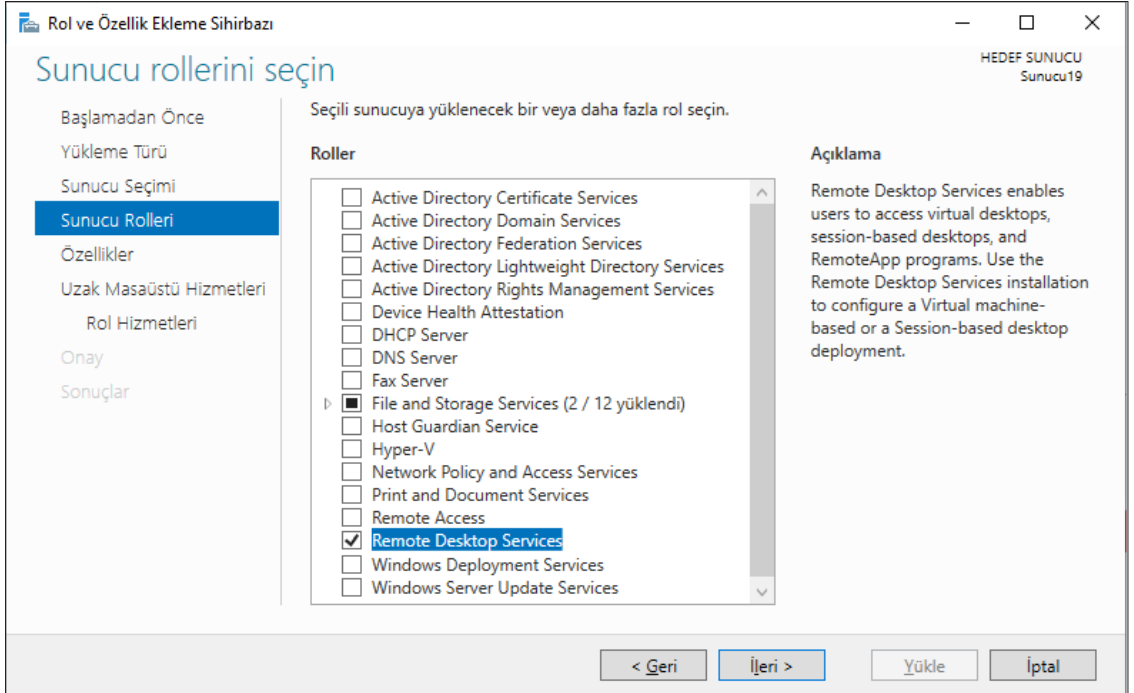 Rol ve Özellik Ekleme Sihirbazı
Sunucu rollerini seçin
HEDEF SUNUCU
Sunucu19
Başlamadan Önce
Yükleme Türü
Sunucu Seçimi
Sunucu Rolleri
Özellikler
Uzak Masaüstü Hizmetleri
Rol Hizmetleri
Onay
Sonuçlar
Seçili sunucuya yüklenecek bir veya daha fazla rol seçin.
Roller
Active Directory Certificate Services
Active Directory Domain Services
Active Directory Federation Services
Active Directory Lightweight Directory Services
Active Directory Rights Management Services
Device Health Attestation
DHCP Server
DNS Server
Fax Server
File and Storage Services (2 / 12 yüklendi)
Host Guardian Service
Hyper-V
Network Policy and Access Services
Print and Document Services
Remote Access
Remote Desktop Services
Windows Deployment Services
Windows Server Update Services
Açıklama
Remote Desktop Services enables
users to access virtual desktops,
session-based desktops, and
RemoteApp programs. Use the
Remote Desktop Services installation
to configure a Virtual machine-
based or a Session-based desktop
deployment.
< Geri
İleri >
Yükle
İptal